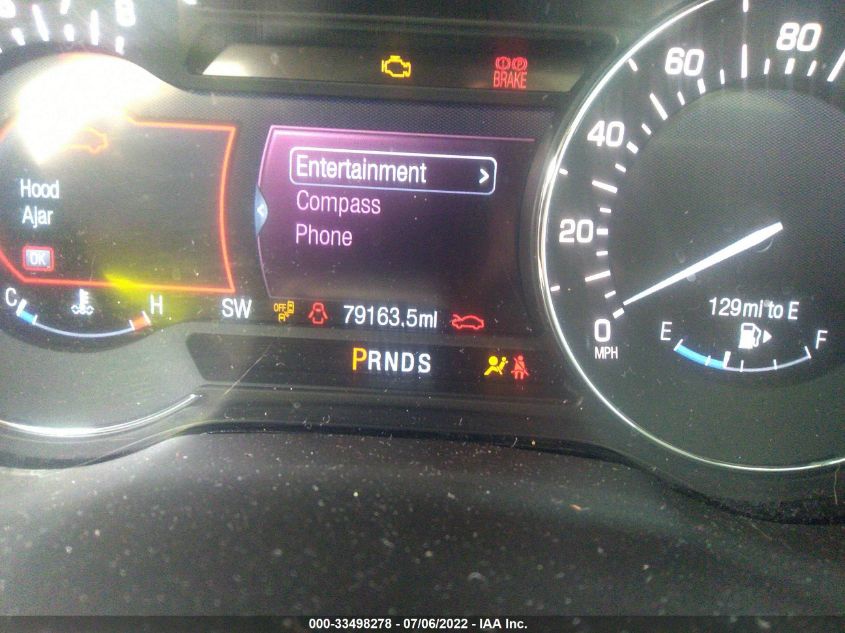 8
80
60
BRAKE
40
Entertainment >
Hood
Ajar
Compass
20
Phone
OK
C
H
SW
OFF
79163.5mi
129mi to E
0
MPH
E
F
PRNDS
000-33498278 - 07/06/2022 - IAA Inc.